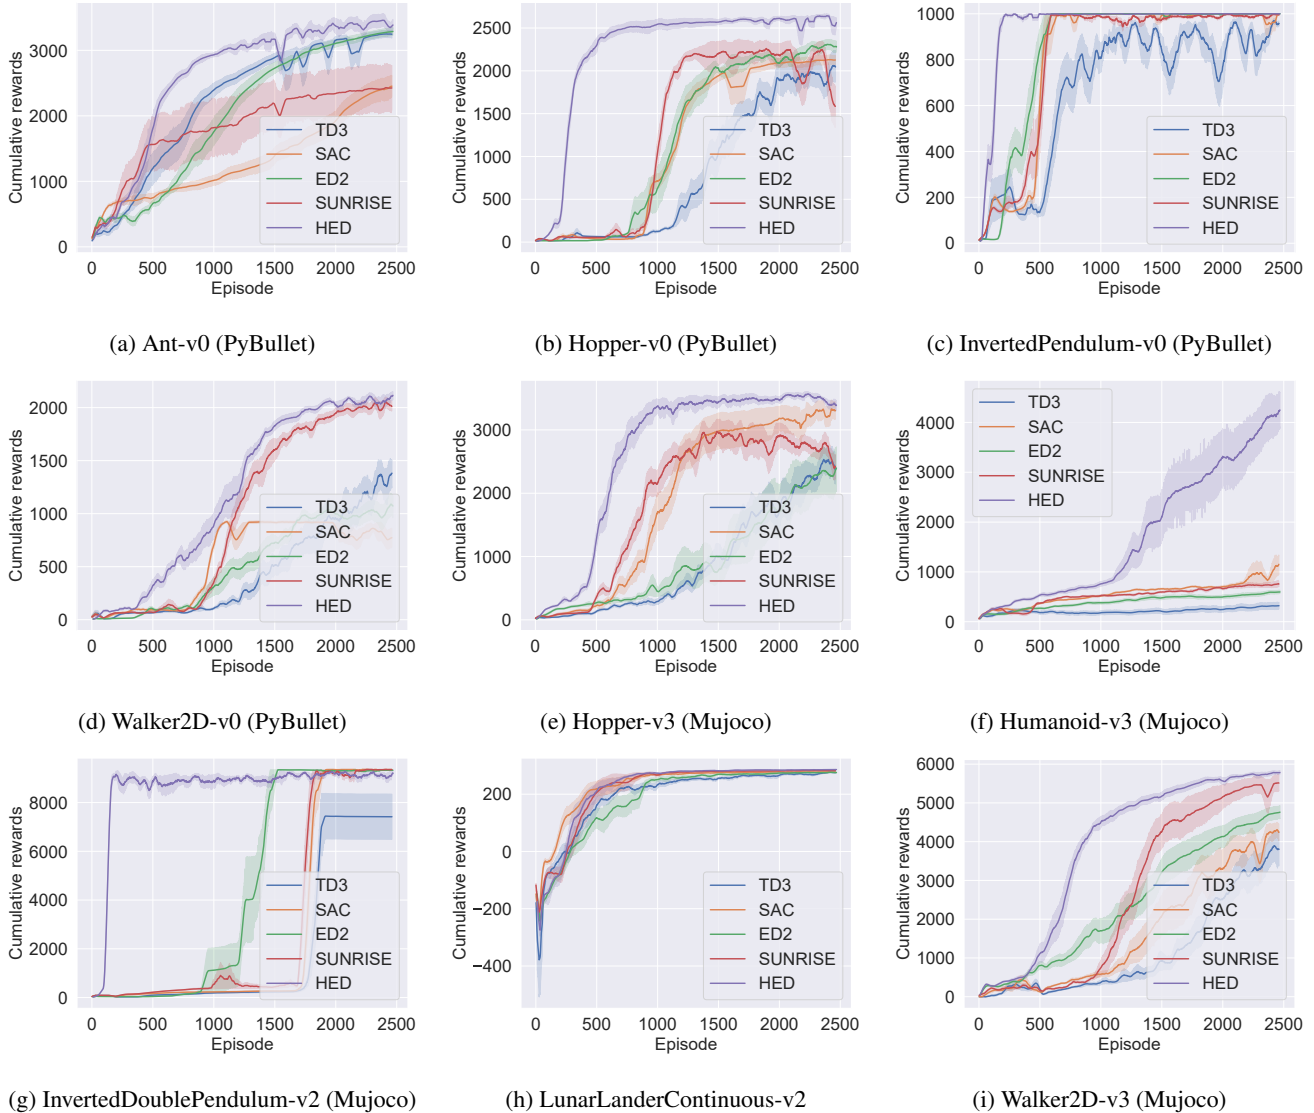 Cumulative rewards
3000
2000
1000
0
0 500 1000 1500 2000 2500
Episode
TD3
SAC
ED2
SUNRISE
HED
(a) Ant-v0 (PyBullet)
Cumulative rewards
2500
2000
1500
1000
500
0
0 500 1000 1500 2000 2500
Episode
TD3
SAC
ED2
SUNRISE
HED
(b) Hopper-v0 (PyBullet)
Cumulative rewards
1000
800
600
400
200
0
0 500 1000 1500 2000 2500
Episode
TD3
SAC
ED2
SUNRISE
HED
(c) InvertedPendulum-v0 (PyBullet)
Cumulative rewards
2000
1500
1000
500
0
0 500 1000 1500 2000 2500
Episode
TD3
SAC
ED2
SUNRISE
HED
(d) Walker2D-v0 (PyBullet)
Cumulative rewards
3000
2000
1000
0
0 500 1000 1500 2000 2500
Episode
TD3
SAC
ED2
SUNRISE
HED
(e) Hopper-v3 (Mujoco)
Cumulative rewards
4000
3000
2000
1000
0
0 500 1000 1500 2000 2500
Episode
TD3
SAC
ED2
SUNRISE
HED
(f) Humanoid-v3 (Mujoco)
Cumulative rewards
8000
6000
4000
2000
0
0 500 1000 1500 2000 2500
Episode
TD3
SAC
ED2
SUNRISE
HED
(g) InvertedDoublePendulum-v2 (Mujoco)
Cumulative rewards
200
0
−200
−400
0 500 1000 1500 2000 2500
Episode
TD3
SAC
ED2
SUNRISE
HED
(h) LunarLanderContinuous-v2
Cumulative rewards
6000
5000
4000
3000
2000
1000
0
0 500 1000 1500 2000 2500
Episode
TD3
SAC
ED2
SUNRISE
HED
(i) Walker2D-v3 (Mujoco)